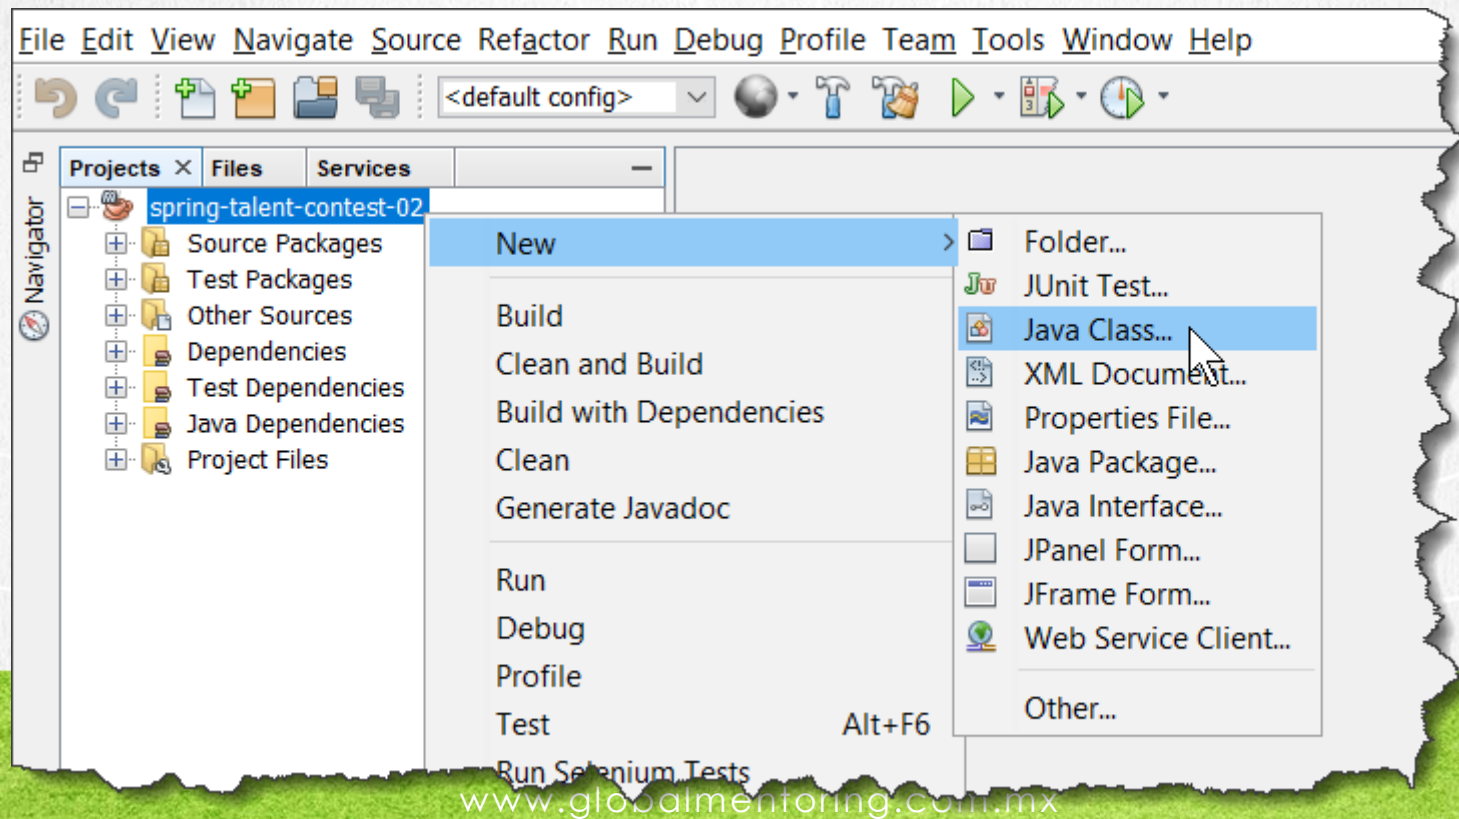 File Edit View Navigate Source Refactor Run Debug Profile Team Tools Window Help
<default config>
Projects Files Services
Navigator
spring-talent-contest-02
Source Packages
Test Packages
Other Sources
Dependencies
Test Dependencies
Java Dependencies
Project Files
New
Build
Clean and Build
Build with Dependencies
Clean
Generate Javadoc
Run
Debug
Profile
Test Alt+F6
Run Selenium Tests
Folder...
JUnit Test...
Java Class...
XML Document...
Properties File...
Java Package...
Java Interface...
JPanel Form...
JFrame Form...
Web Service Client...
Other...
www.globalmentoring.com.mx